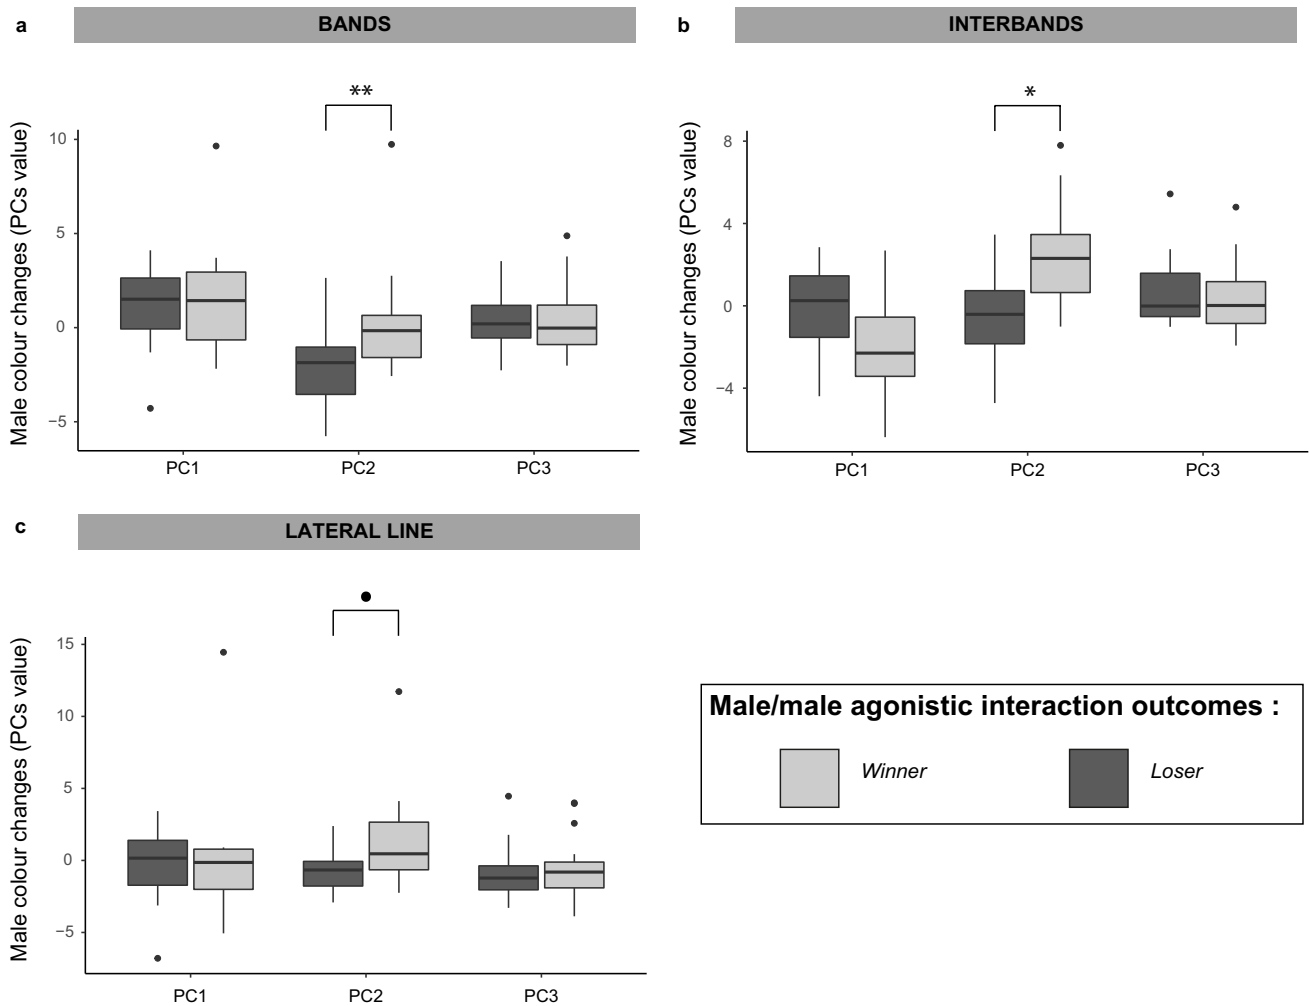 a
BANDS
**
Male colour changes (PCs value)
10
5
0
−5
PC1 PC2 PC3
b
INTERBANDS
*
Male colour changes (PCs value)
8
4
0
−4
PC1 PC2 PC3
c
LATERAL LINE
Male colour changes (PCs value)
15
10
5
0
−5
PC1 PC2 PC3
Male/male agonistic interaction outcomes :
Winner Loser